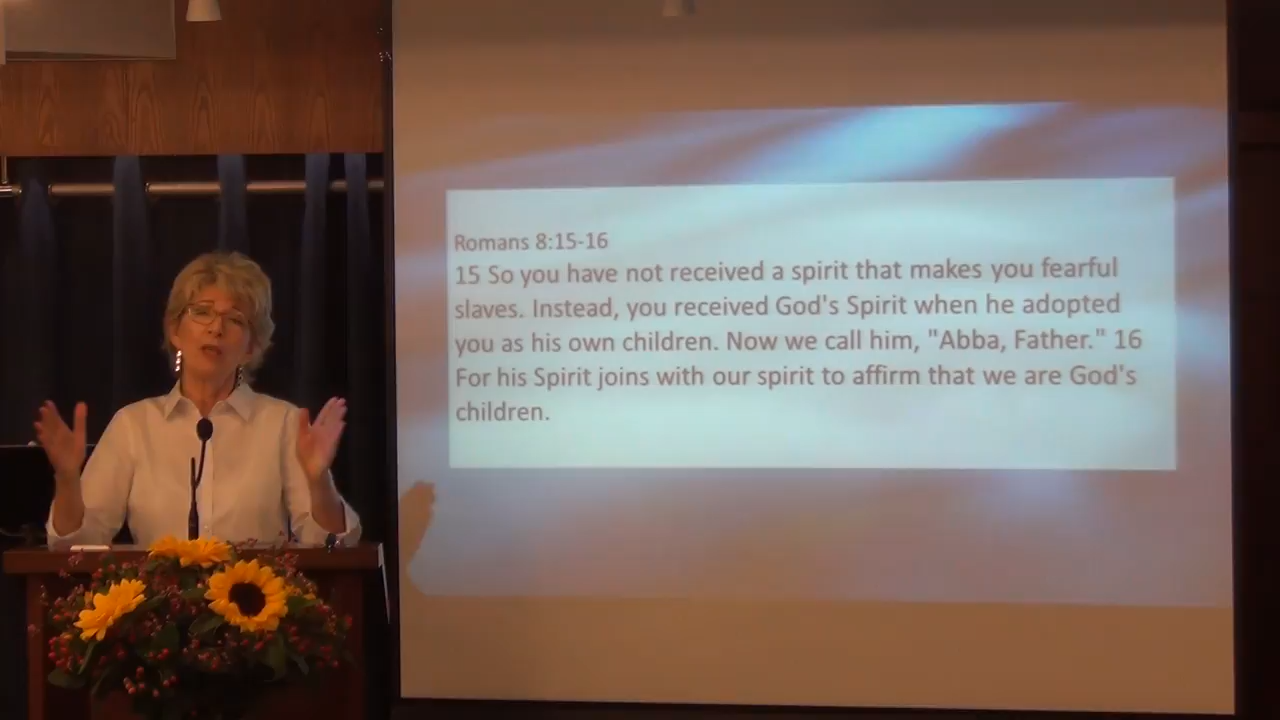 Romans 8:15-16
15 So you have not received a spirit that makes you fearful
slaves. Instead, you received God's Spirit when he adopted
you as his own children. Now we call him, "Abba, Father." 16
For his Spirit joins with our spirit to affirm that we are God's
children.